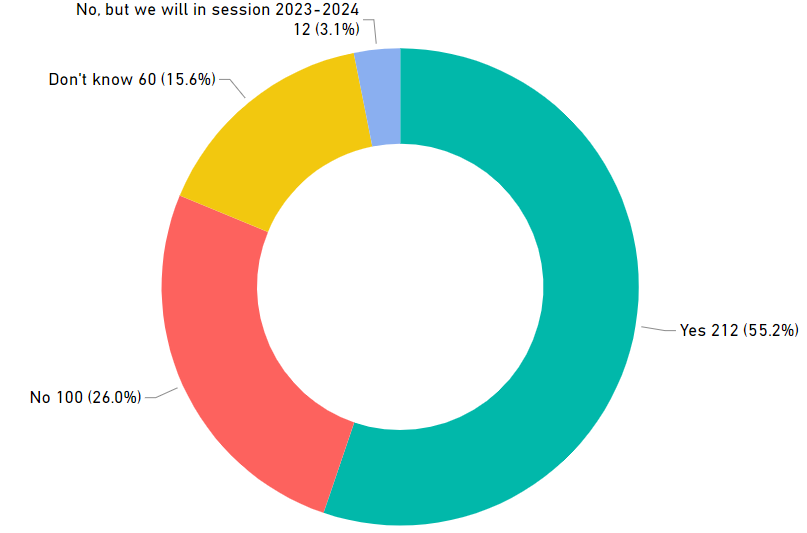 No, but we will in session 2023-2024
12 (3.1%)
Don't know 60 (15.6%)
Yes 212 (55.2%)
No 100 (26.0%)